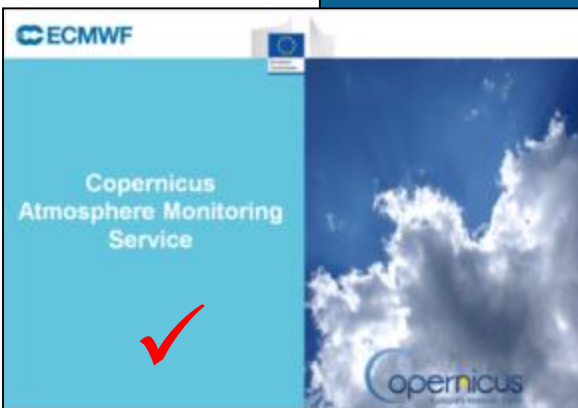 ECMWF
Copernicus
Atmosphere Monitoring
Service
opernicus